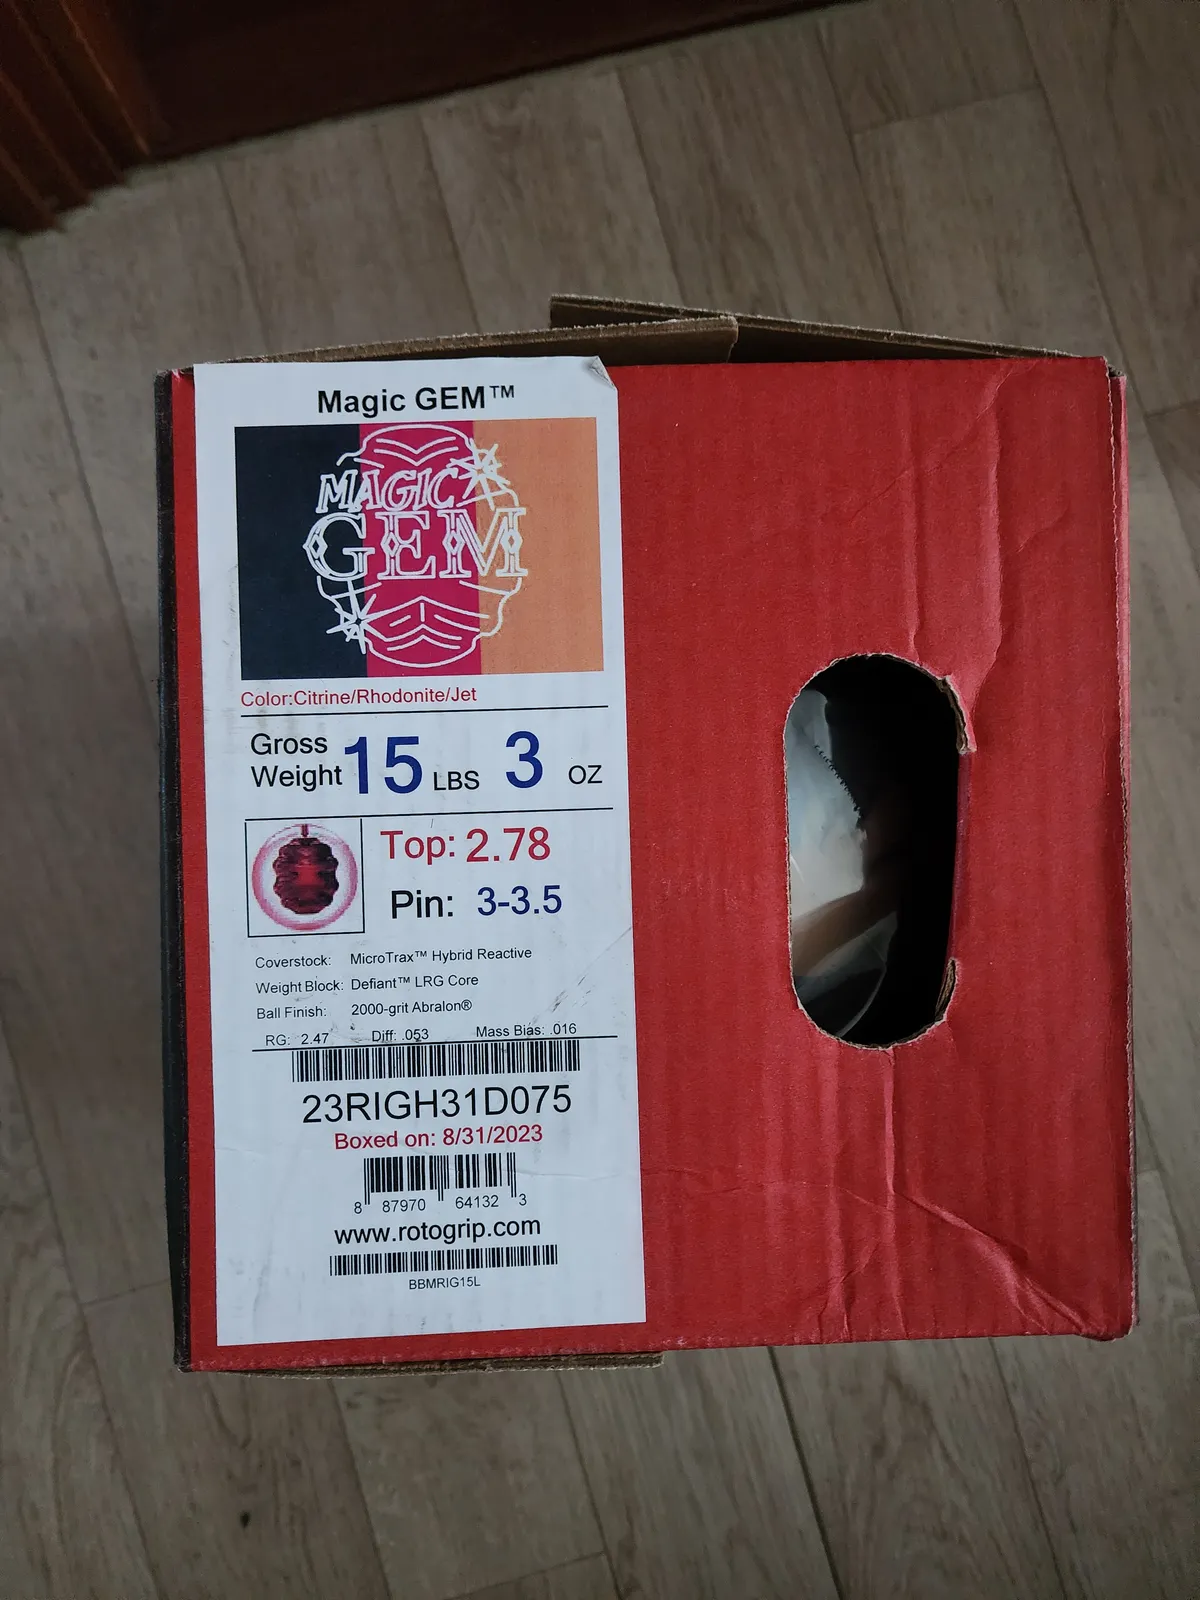 Magic GEM™
MAGIC
GEM
Color:Citrine/Rhodonite/Jet
Gross
Weight 15 LBS 3 OZ
Top: 2.78
Pin: 3-3.5
Coverstock: MicroTrax™ Hybrid Reactive
Weight Block: Defiant™ LRG Core
Ball Finish: 2000-grit Abralon®
RG: 2.47 Diff: .053 Mass Bias: .016
23RIGH31D075
Boxed on: 8/31/2023
8 87970 64132 3
www.rotogrip.com
BBMRIG15L